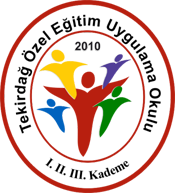 Tekirdağ Özel Eğitim Uygulama Okulu
2010
I. II. III. Kademe